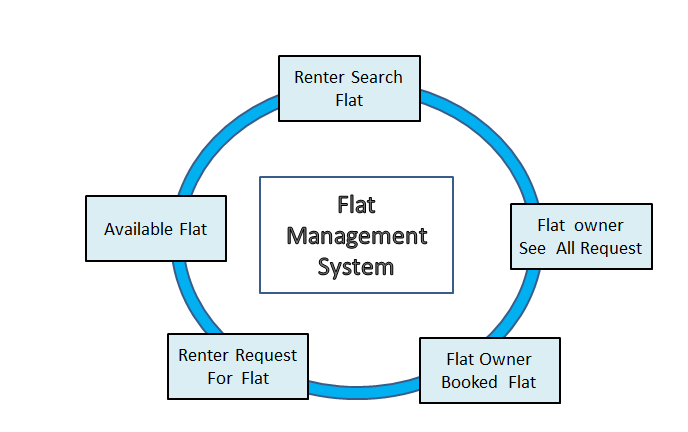 Renter Search
Flat
Flat
Management
System
Available Flat
Flat owner
See All Request
Renter Request
For Flat
Flat Owner
Booked Flat